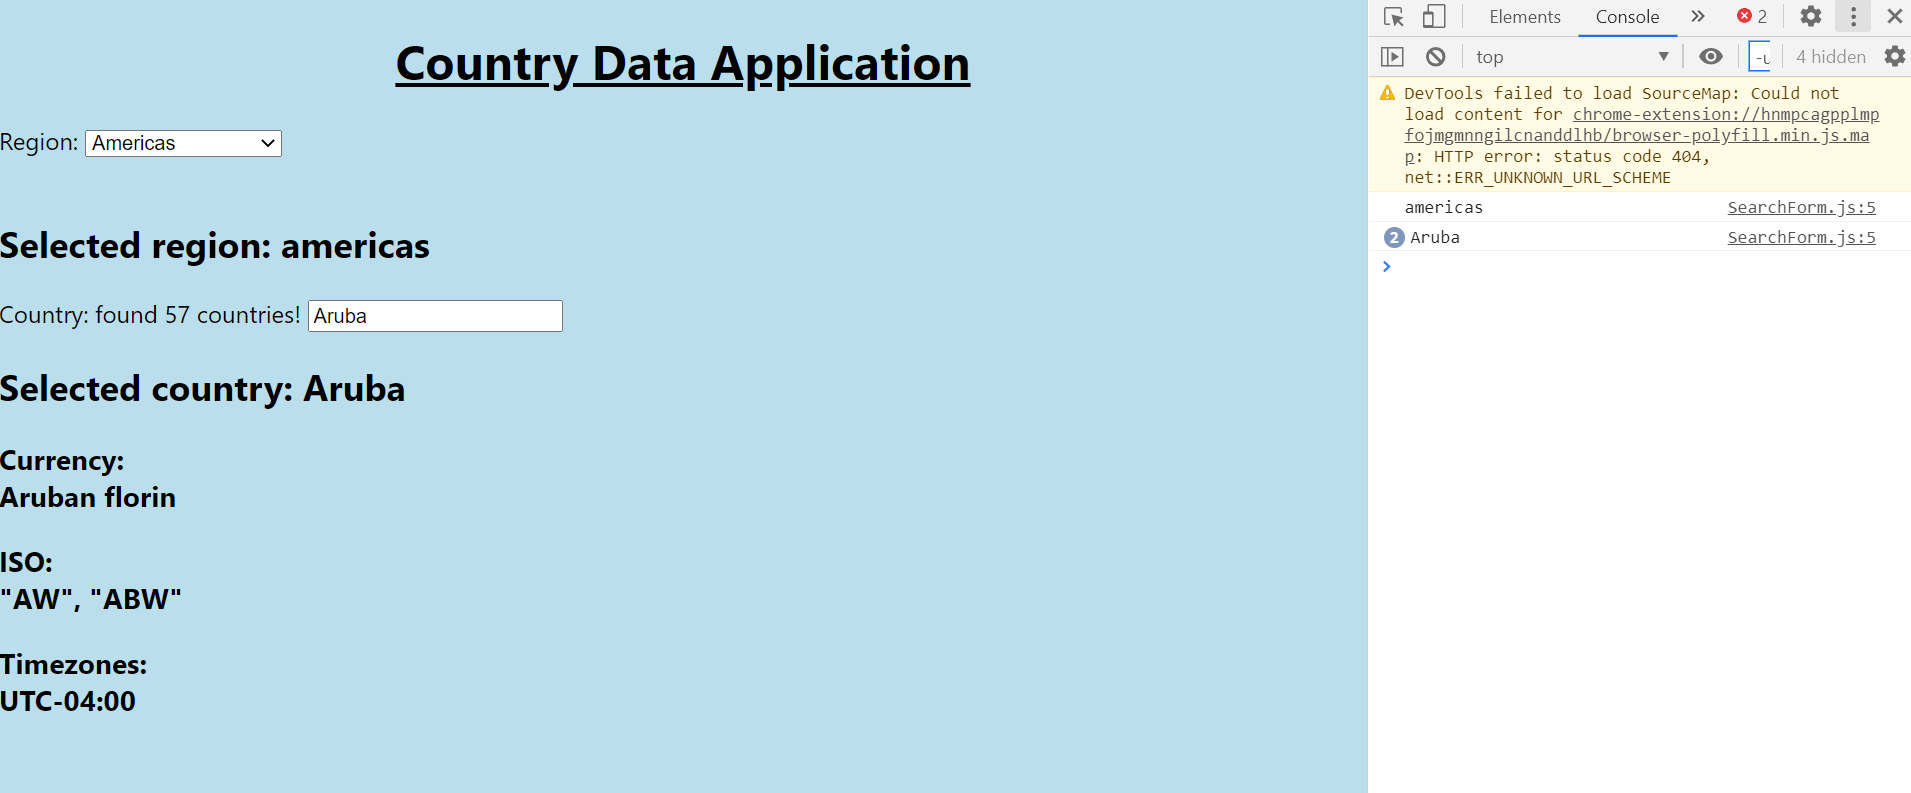 Country Data Application
Region: Americas
Selected region: americas
Country: found 57 countries! Aruba
Selected country: Aruba
Currency:
Aruban florin
ISO:
"AW", "ABW"
Timezones:
UTC-04:00
Elements Console 2
top -u 4 hidden
DevTools failed to load SourceMap: Could not
load content for chrome-extension://hnmpcagpplmp
fojmgmnngilcnanddlhb/browser-polyfill.min.js.ma
p: HTTP error: status code 404,
net::ERR_UNKNOWN_URL_SCHEME
americas SearchForm.js:5
2 Aruba SearchForm.js:5